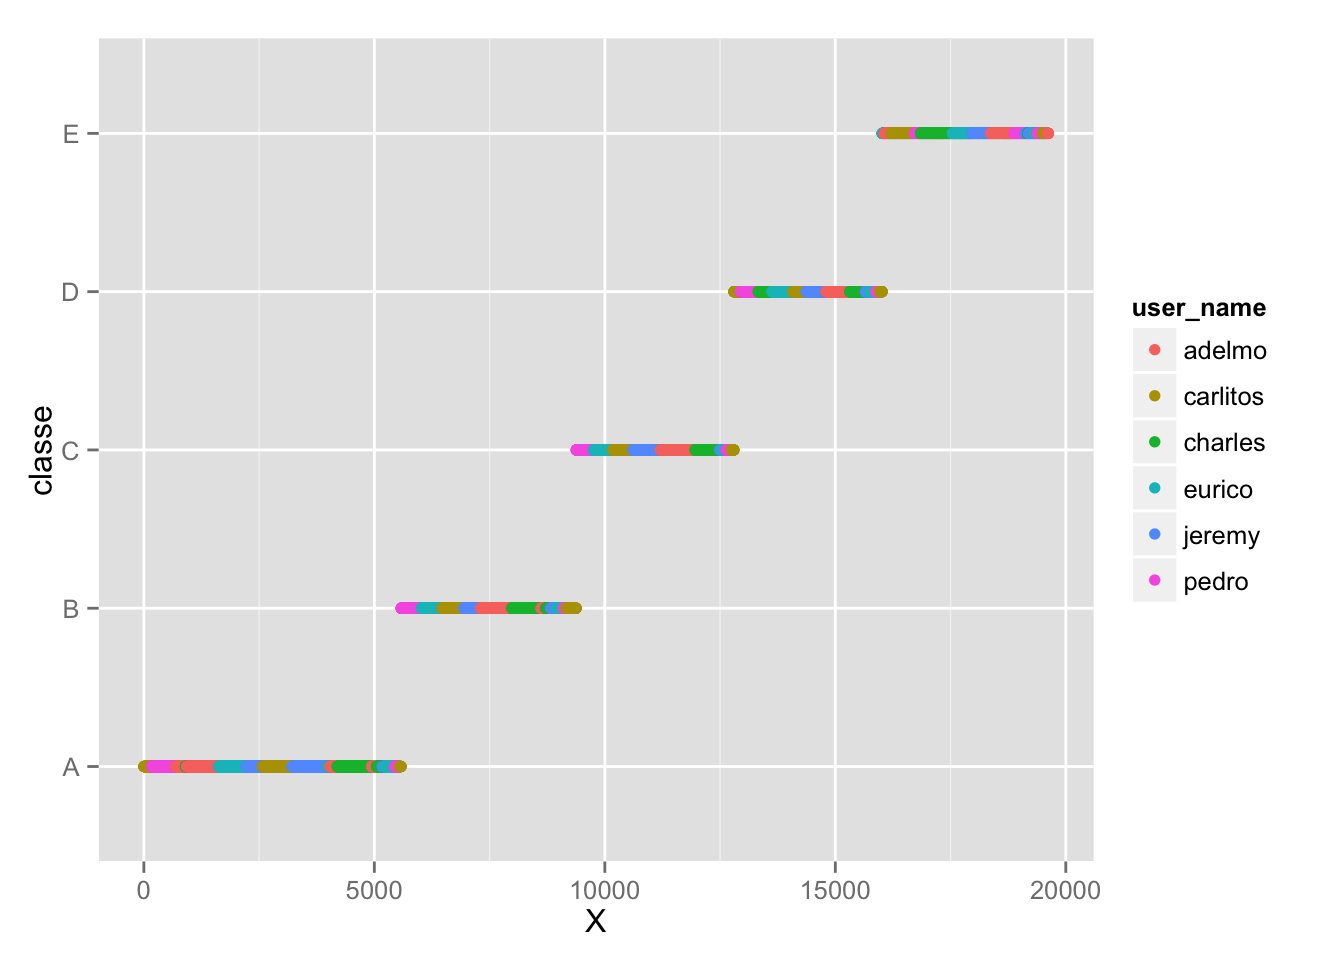 E
D
C
B
A
classe
0 5000 10000 15000 20000
X
user_name
adelmo
carlitos
charles
eurico
jeremy
pedro